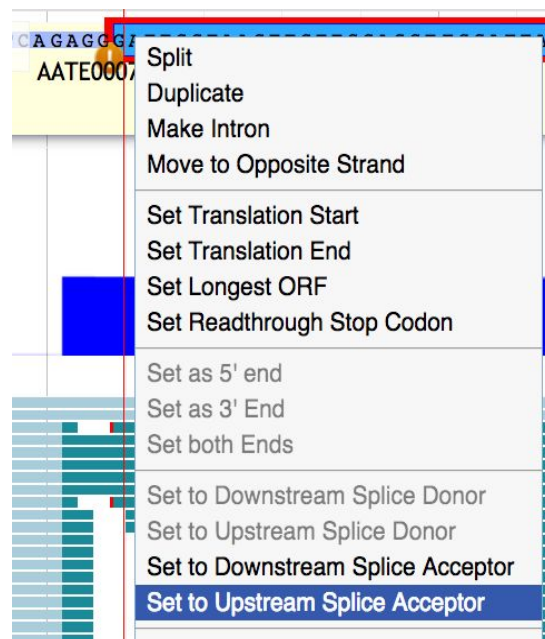 CAGAGGGA
AATE0007
Split
Duplicate
Make Intron
Move to Opposite Strand
Set Translation Start
Set Translation End
Set Longest ORF
Set Readthrough Stop Codon
Set as 5' end
Set as 3' End
Set both Ends
Set to Downstream Splice Donor
Set to Upstream Splice Donor
Set to Downstream Splice Acceptor
Set to Upstream Splice Acceptor